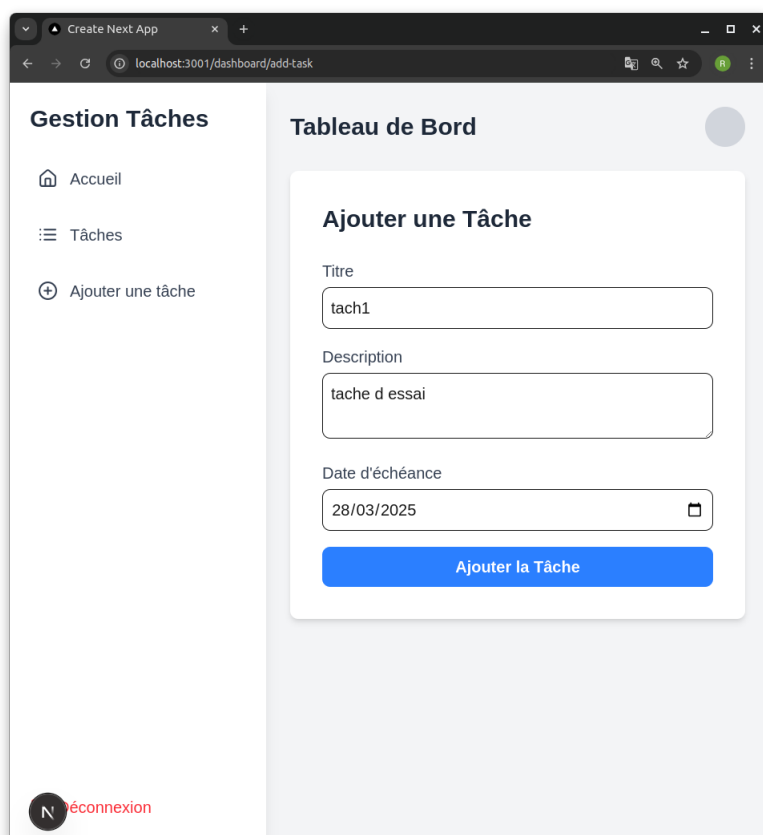 Create Next App
localhost:3001/dashboard/add-task
R
Gestion Tâches
Accueil
Tâches
Ajouter une tâche
Déconnexion
N
Tableau de Bord
Ajouter une Tâche
Titre
tach1
Description
tache d essai
Date d'échéance
28/03/2025
Ajouter la Tâche